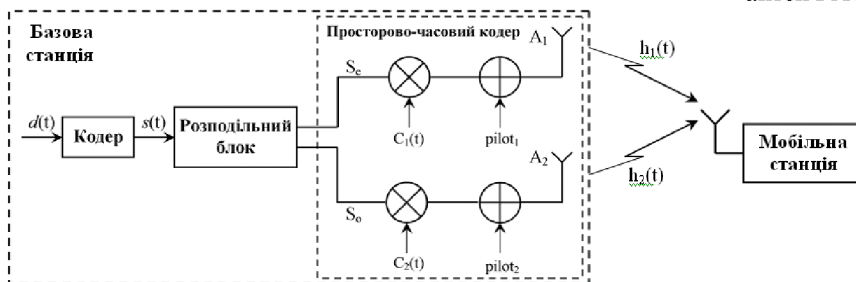 Базова
станція
Просторово-часовий кодер
A₁
h₁(t)
Sₑ
C₁(t)
pilot₁
d(t)
Кодер
s(t)
Розподільний
блок
A₂
Sₒ
C₂(t)
pilot₂
h₂(t)
Мобільна
станція